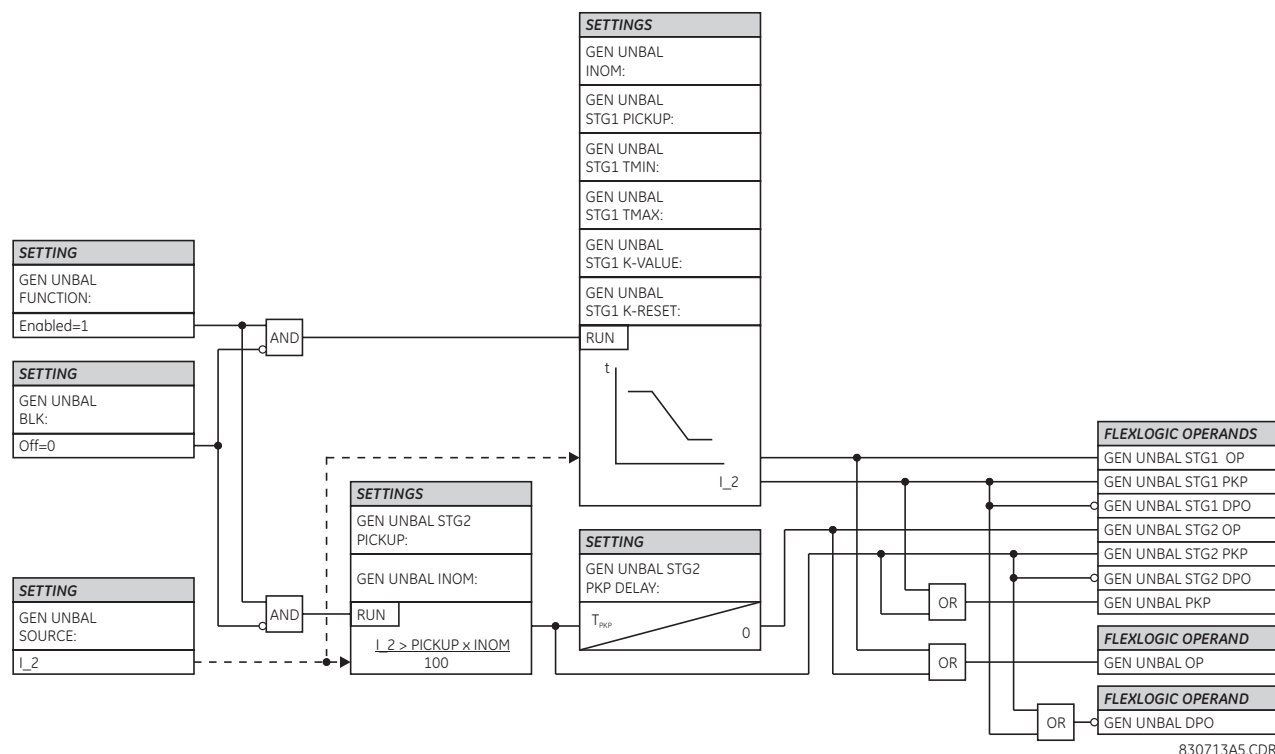 SETTINGS
GEN UNBAL
INOM:
GEN UNBAL
STG1 PICKUP:
GEN UNBAL
STG1 TMIN:
GEN UNBAL
STG1 TMAX:
GEN UNBAL
STG1 K-VALUE:
GEN UNBAL
STG1 K-RESET:
RUN
t
I_2
SETTING
GEN UNBAL
FUNCTION:
Enabled=1
AND
SETTING
GEN UNBAL
BLK:
Off=0
SETTING
GEN UNBAL
SOURCE:
I_2
AND
SETTINGS
GEN UNBAL STG2
PICKUP:
GEN UNBAL INOM:
RUN
I_2 > PICKUP x INOM
100
SETTING
GEN UNBAL STG2
PKP DELAY:
TPKP
0
OR
OR
OR
FLEXLOGIC OPERANDS
GEN UNBAL STG1 OP
GEN UNBAL STG1 PKP
GEN UNBAL STG1 DPO
GEN UNBAL STG2 OP
GEN UNBAL STG2 PKP
GEN UNBAL STG2 DPO
GEN UNBAL PKP
FLEXLOGIC OPERAND
GEN UNBAL OP
FLEXLOGIC OPERAND
GEN UNBAL DPO
830713A5.CDR